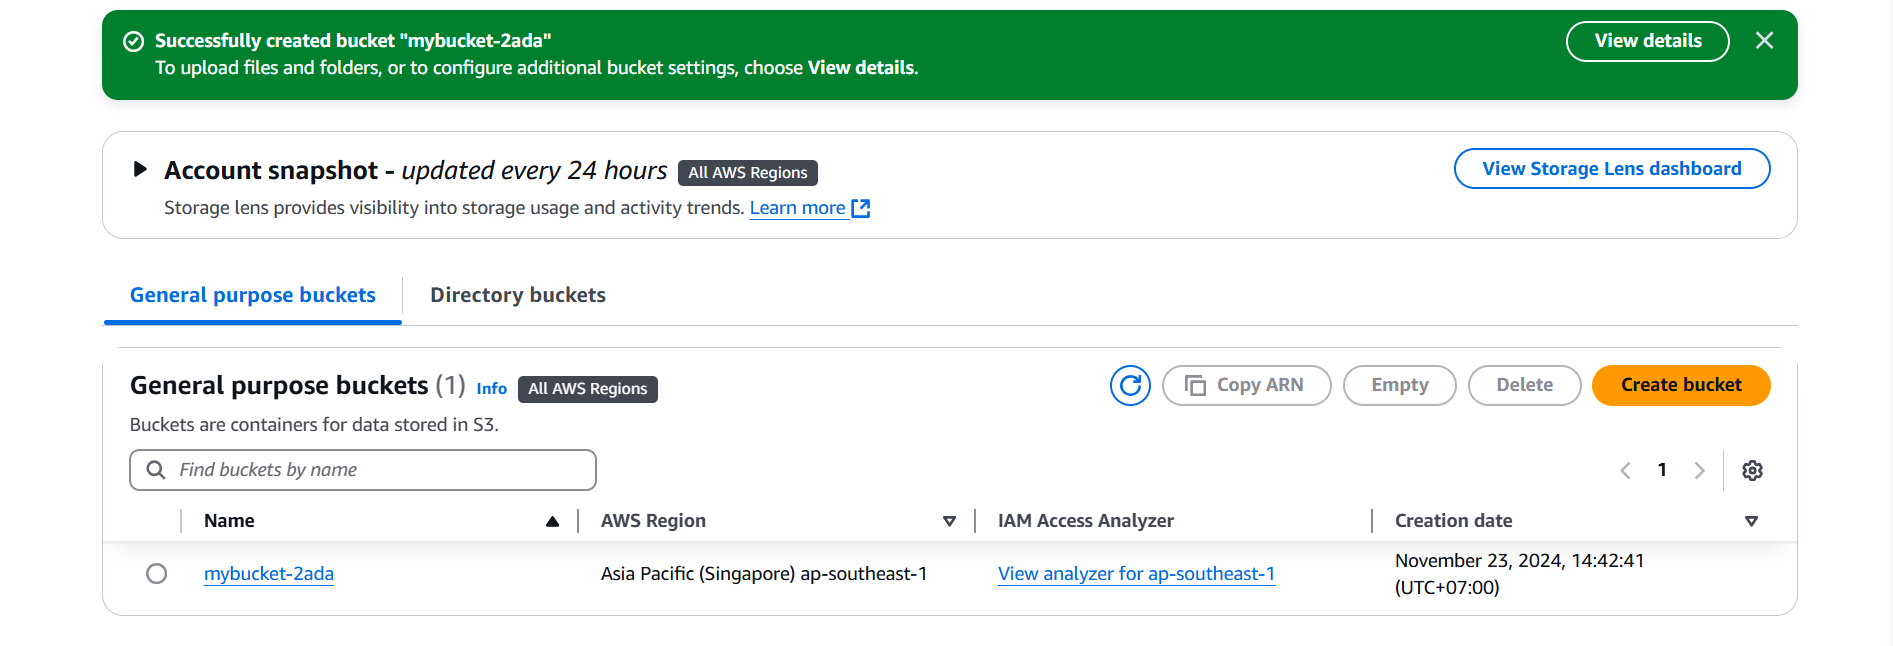 Successfully created bucket "mybucket-2ada"
To upload files and folders, or to configure additional bucket settings, choose View details.
View details
Account snapshot - updated every 24 hours All AWS Regions
Storage lens provides visibility into storage usage and activity trends. Learn more
View Storage Lens dashboard
General purpose buckets
Directory buckets
General purpose buckets (1) Info All AWS Regions
Buckets are containers for data stored in S3.
Copy ARN
Empty
Delete
Create bucket
Find buckets by name
1
Name
AWS Region
IAM Access Analyzer
Creation date
mybucket-2ada
Asia Pacific (Singapore) ap-southeast-1
View analyzer for ap-southeast-1
November 23, 2024, 14:42:41
(UTC+07:00)